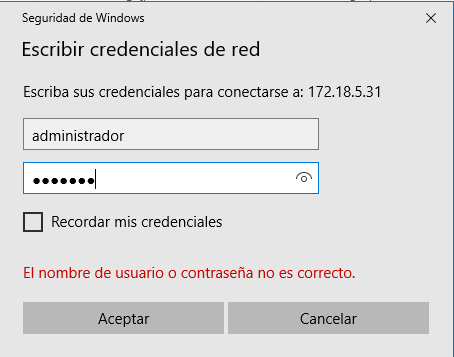 Seguridad de Windows
Escribir credenciales de red
Escriba sus credenciales para conectarse a: 172.18.5.31
administrador
●●●●●●●
Recordar mis credenciales
El nombre de usuario o contraseña no es correcto.
Aceptar
Cancelar